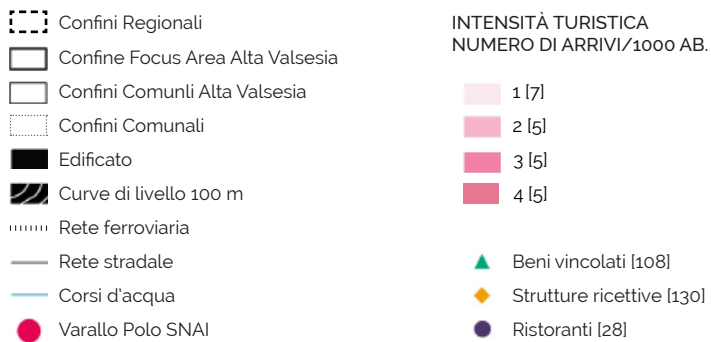 Confini Regionali
Confine Focus Area Alta Valsesia
Confini Comunli Alta Valsesia
Confini Comunali
Edificato
Curve di livello 100 m
Rete ferroviaria
Rete stradale
Corsi d'acqua
Varallo Polo SNAI
INTENSITÀ TURISTICA
NUMERO DI ARRIVI/1000 AB.
1 [7]
2 [5]
3 [5]
4 [5]
Beni vincolati [108]
Strutture ricettive [130]
Ristoranti [28]